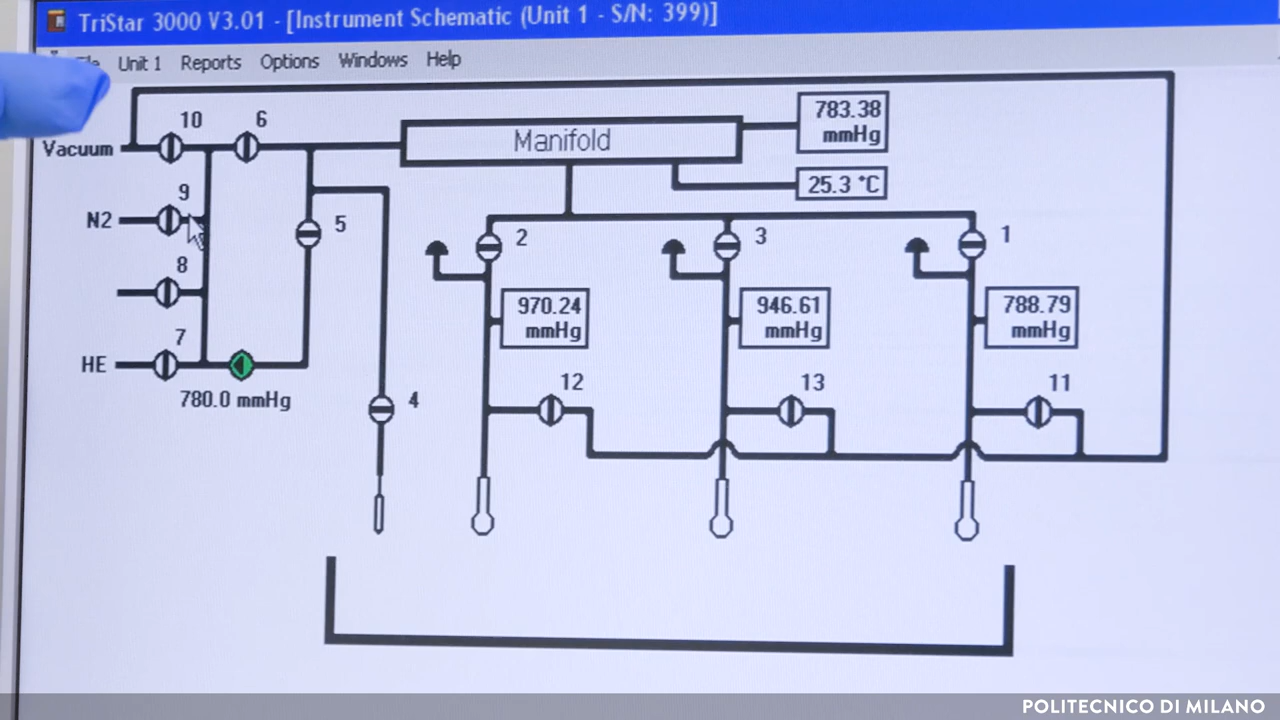 TriStar 3000 V3.01 - [Instrument Schematic (Unit 1 - S/N: 399)]
Unit 1 Reports Options Windows Help
10
6
783.38
mmHg
Vacuum
Manifold
25.3 °C
9
N2
5
2
3
1
8
970.24
mmHg
946.61
mmHg
788.79
mmHg
7
HE
780.0 mmHg
4
12
13
11
POLITECNICO DI MILANO